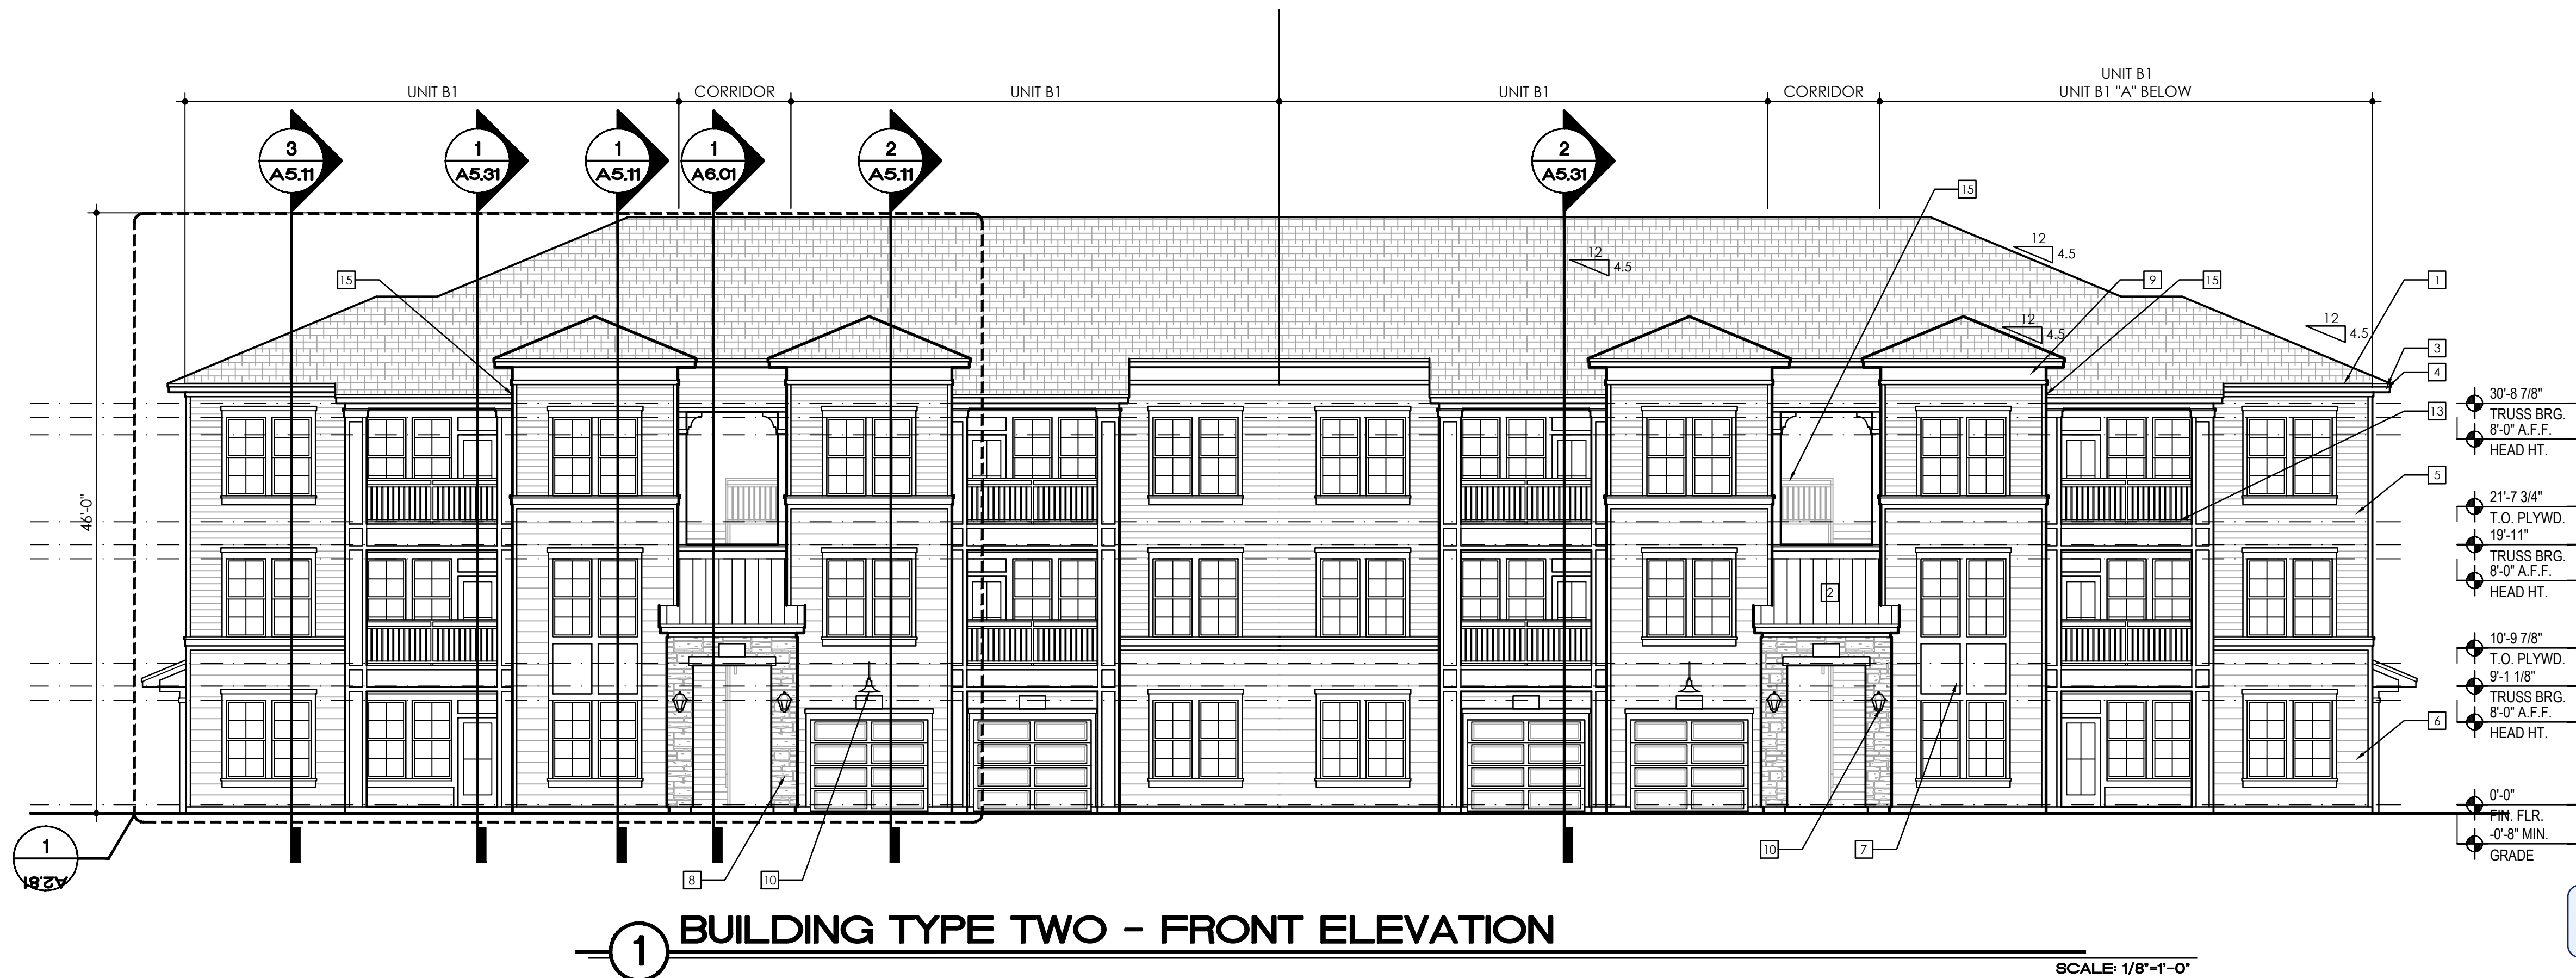 UNIT B1
UNIT B1
CORRIDOR
UNIT B1
UNIT B1
CORRIDOR
UNIT B1 "A" BELOW
3
A5.11
1
A5.31
1
A5.11
1
A6.01
2
A5.11
2
A5.31
15
12
4.5
12
4.5
15
9
15
1
12
4.5
12
4.5
3
4
13
5
6
46'-0"
2
30'-8 7/8"
TRUSS BRG.
8'-0" A.F.F.
HEAD HT.
21'-7 3/4"
T.O. PLYWD.
19'-11"
TRUSS BRG.
8'-0" A.F.F.
HEAD HT.
10'-9 7/8"
T.O. PLYWD.
9'-1 1/8"
TRUSS BRG.
8'-0" A.F.F.
HEAD HT.
0'-0"
FIN. FLR.
-0'-8" MIN.
GRADE
1
A2.81
8
10
10
7
1
BUILDING TYPE TWO - FRONT ELEVATION
SCALE: 1/8"=1'-0"